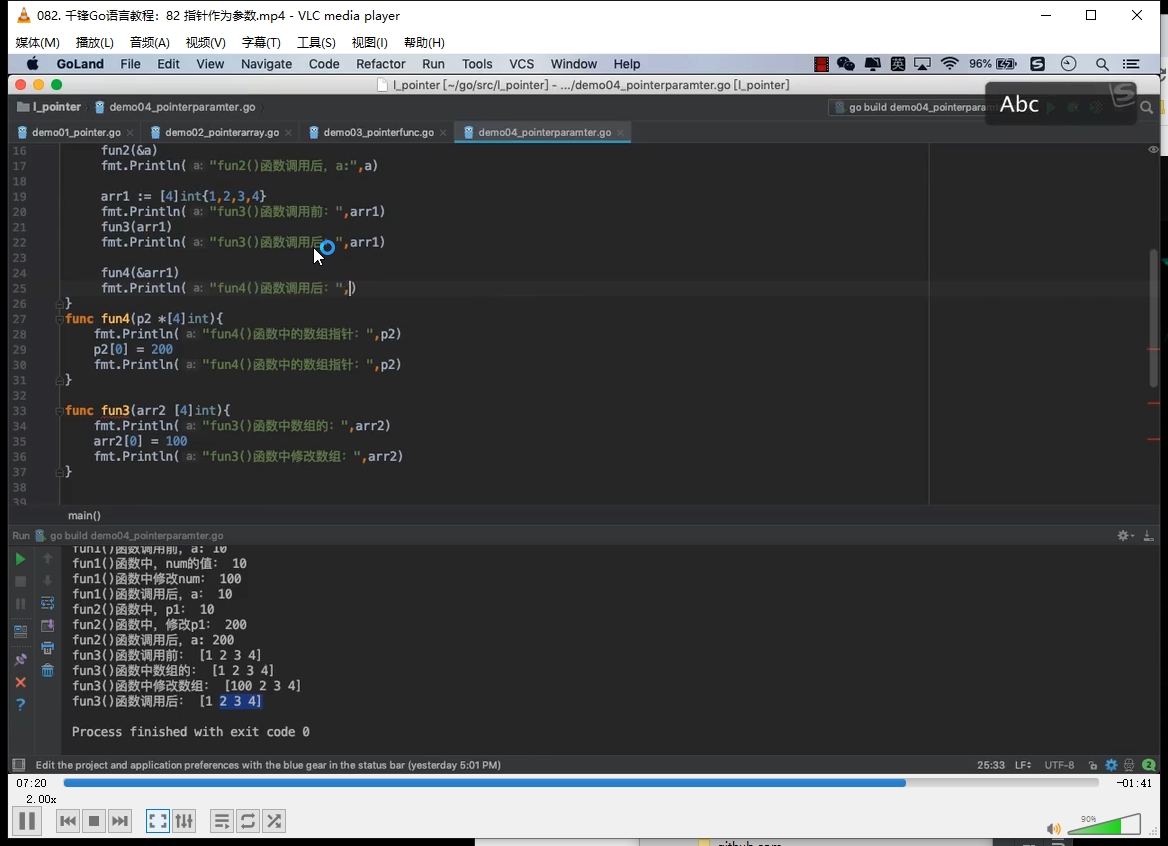 082. 千锋Go语言教程：82 指针作为参数.mp4 - VLC media player
媒体(M) 播放(L) 音频(A) 视频(V) 字幕(T) 工具(S) 视图(I) 帮助(H)
GoLand File Edit View Navigate Code Refactor Run Tools VCS Window Help 英 96%
l_pointer [~/go/src/l_pointer] - .../demo04_pointerparamter.go [l_pointer]
l_pointer demo04_pointerparamter.go go build demo04_pointerparam
Abc
demo01_pointer.go demo02_pointerarray.go demo03_pointerfunc.go demo04_pointerparamter.go
16 fun2(&a)
17 fmt.Println( a: "fun2()函数调用后, a:",a)
18
19 arr1 := [4]int{1,2,3,4}
20 fmt.Println( a: "fun3()函数调用前：",arr1)
21 fun3(arr1)
22 fmt.Println( a: "fun3()函数调用后：",arr1)
23
24 fun4(&arr1)
25 fmt.Println( a: "fun4()函数调用后：",)
26 }
27 func fun4(p2 *[4]int){
28 fmt.Println( a: "fun4()函数中的数组指针：",p2)
29 p2[0] = 200
30 fmt.Println( a: "fun4()函数中的数组指针：",p2)
31 }
32
33 func fun3(arr2 [4]int){
34 fmt.Println( a: "fun3()函数中数组的：",arr2)
35 arr2[0] = 100
36 fmt.Println( a: "fun3()函数中修改数组：",arr2)
37 }
38
39
main()
Run go build demo04_pointerparamter.go
fun1()函数调用前, a: 10
fun1()函数中, num的值： 10
fun1()函数中修改num： 100
fun1()函数调用后, a： 10
fun2()函数中, p1： 10
fun2()函数中, 修改p1： 200
fun2()函数调用后, a: 200
fun3()函数调用前： [1 2 3 4]
fun3()函数中数组的： [1 2 3 4]
fun3()函数中修改数组： [100 2 3 4]
fun3()函数调用后： [1 2 3 4]
Process finished with exit code 0
Edit the project and application preferences with the blue gear in the status bar (yesterday 5:01 PM) 25:33 LF÷ UTF-8 2
07:20 -01:41
2.00x
90%
github.com